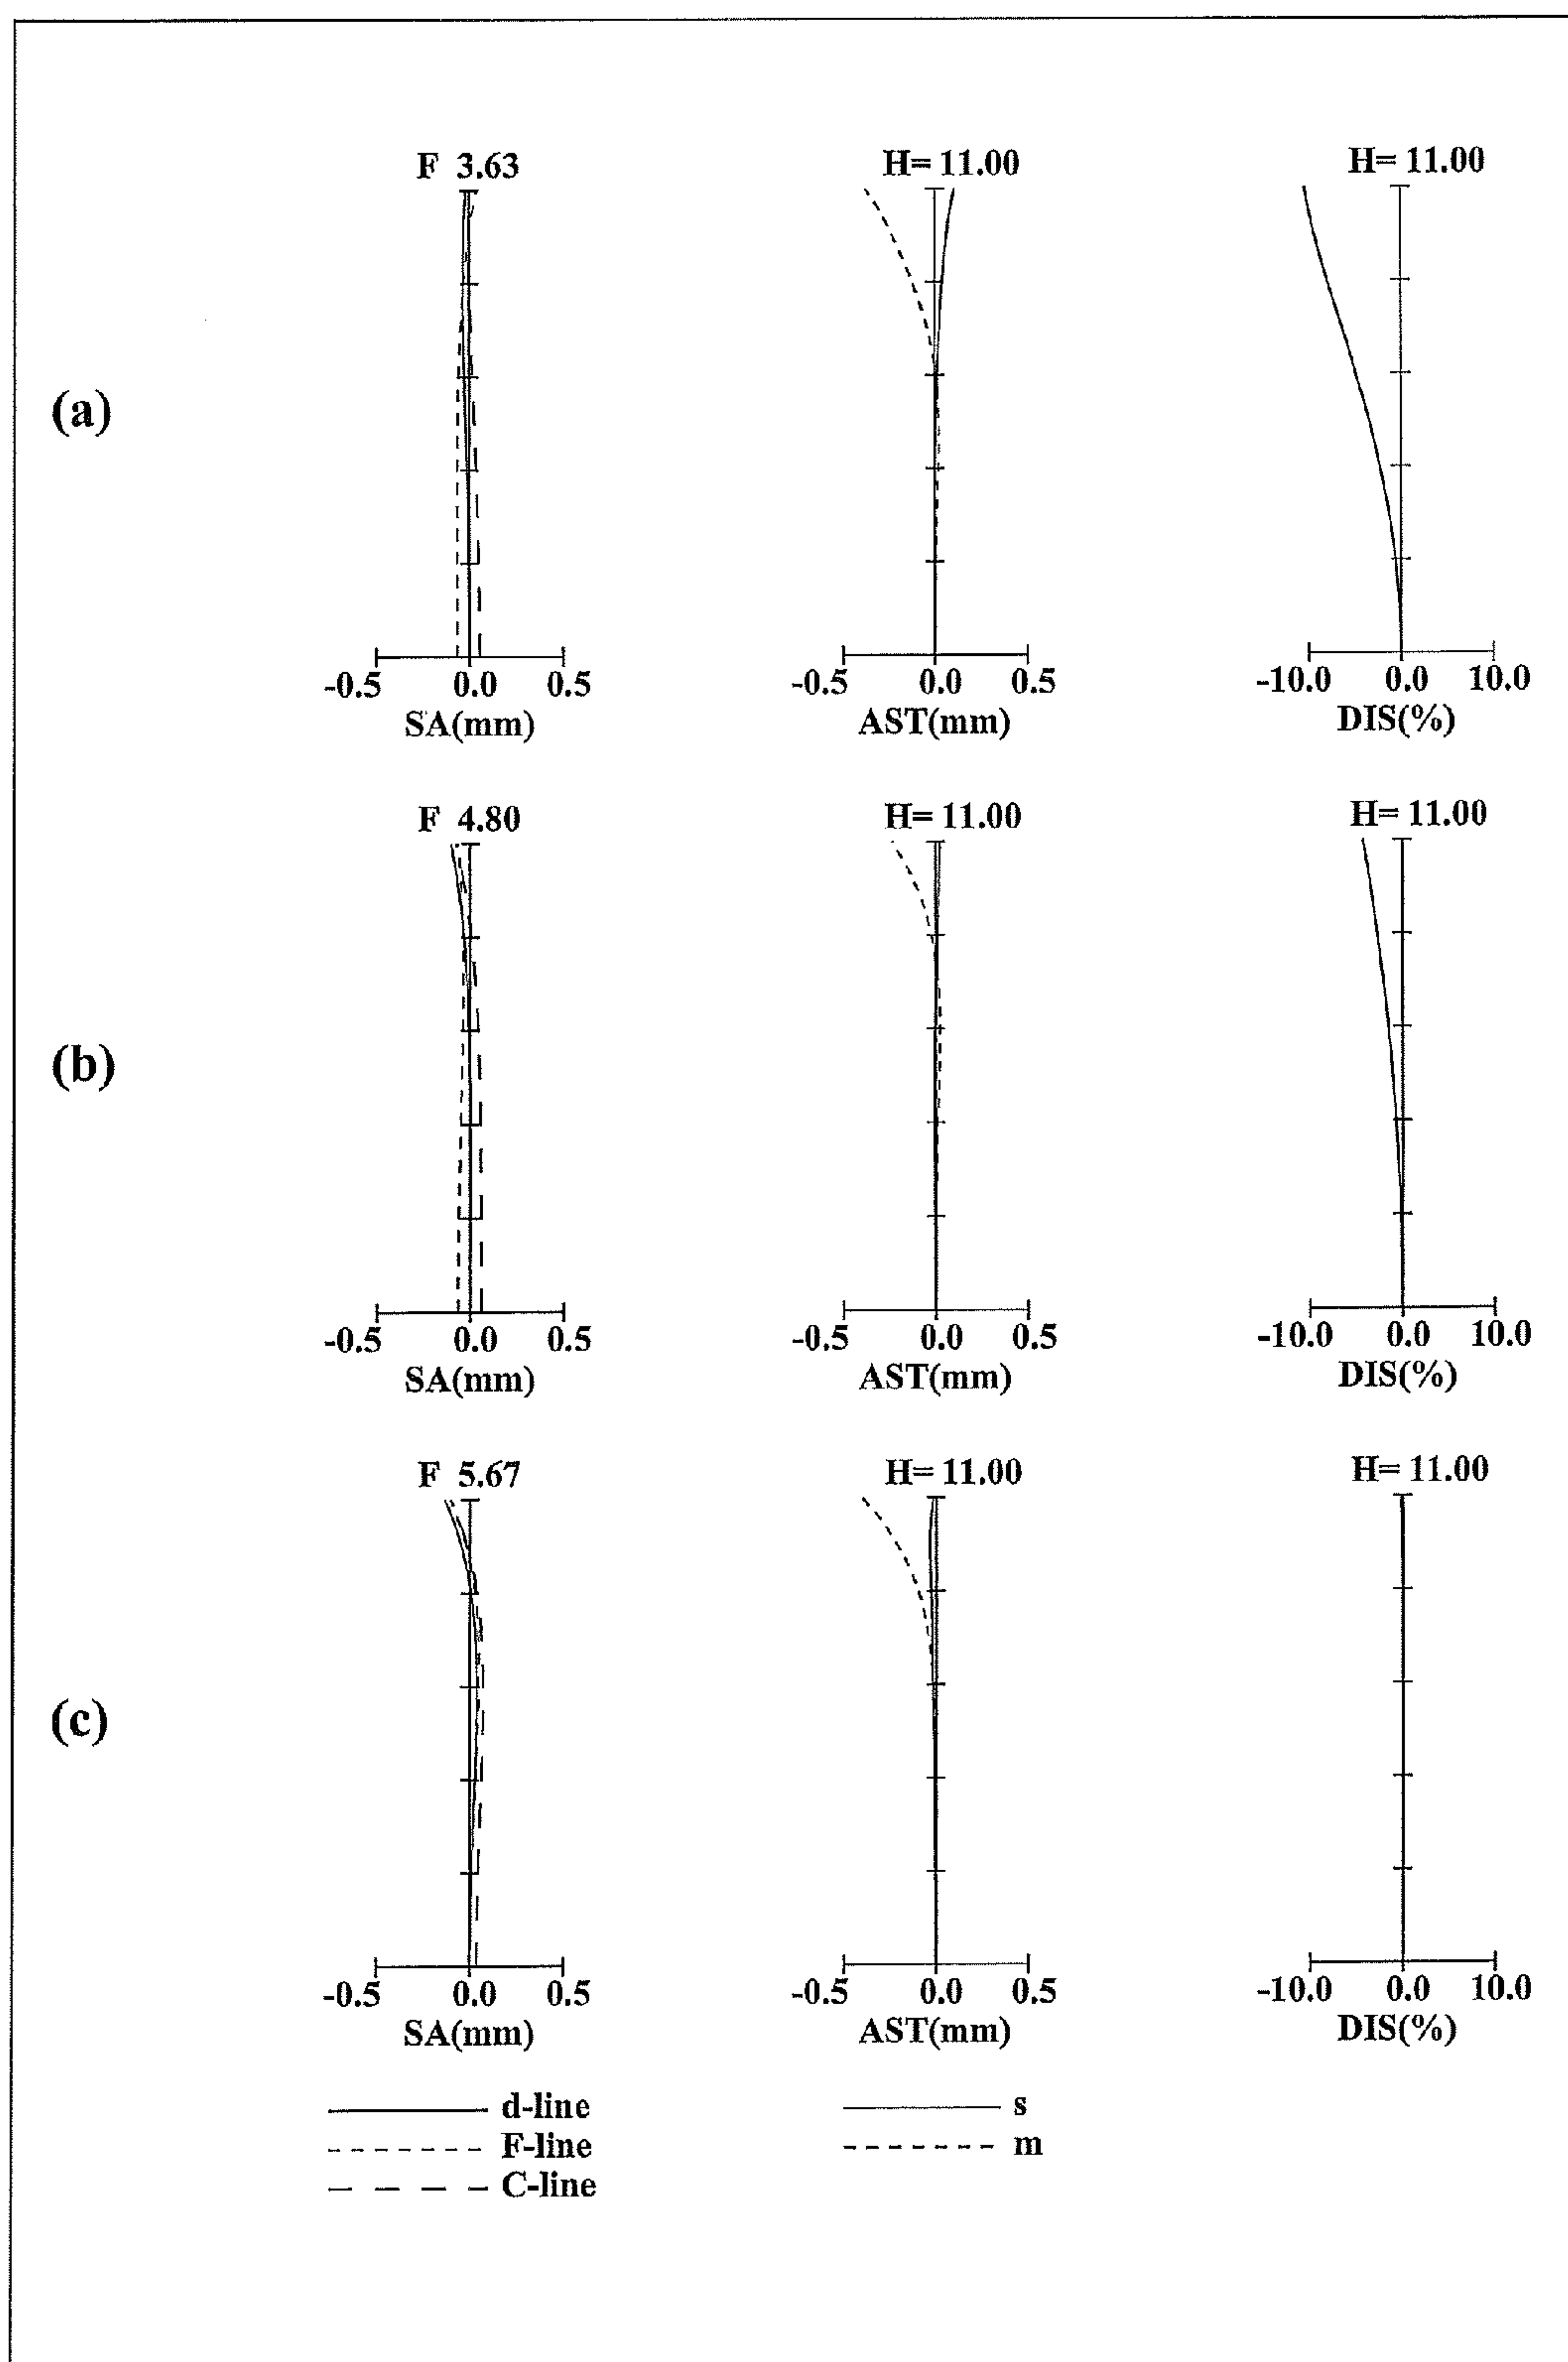 F 3.63 H= 11.00 H= 11.00
(a)
-0.5 0.0 0.5 -0.5 0.0 0.5 -10.0 0.0 10.0
SA(mm) AST(mm) DIS(%)
F 4.80 H= 11.00 H= 11.00
(b)
-0.5 0.0 0.5 -0.5 0.0 0.5 -10.0 0.0 10.0
SA(mm) AST(mm) DIS(%)
F 5.67 H= 11.00 H= 11.00
(c)
-0.5 0.0 0.5 -0.5 0.0 0.5 -10.0 0.0 10.0
SA(mm) AST(mm) DIS(%)
d-line s
F-line m
C-line